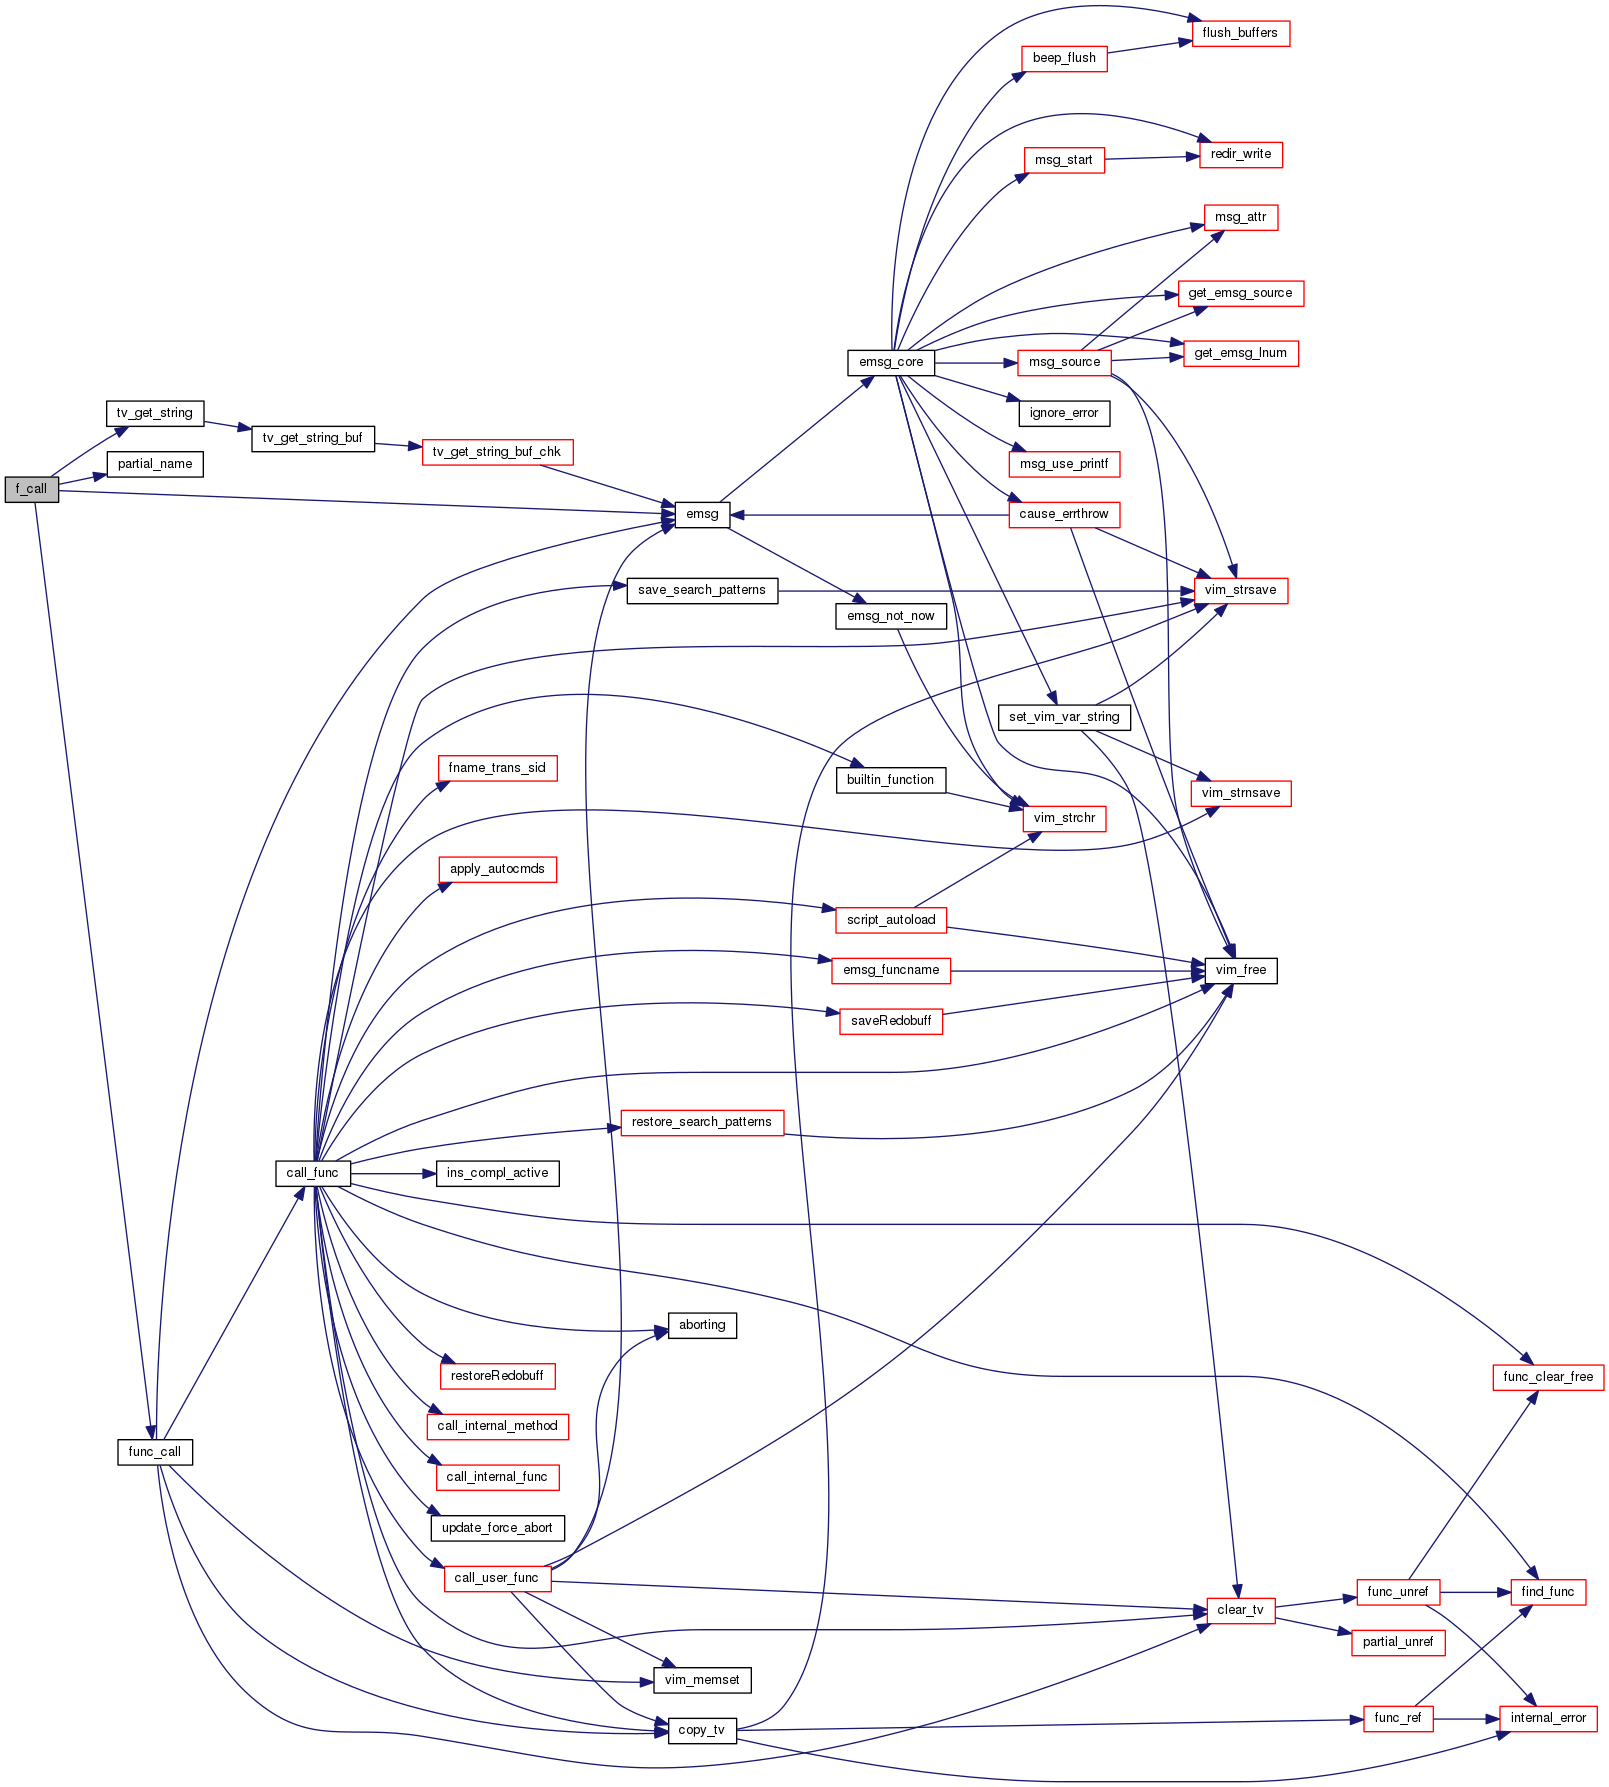 flush_buffers
beep_flush
redir_write
msg_start
msg_attr
get_emsg_source
get_emsg_lnum
emsg_core
msg_source
tv_get_string
ignore_error
tv_get_string_buf
tv_get_string_buf_chk
partial_name
msg_use_printf
f_call
emsg
cause_errthrow
save_search_patterns
vim_strsave
emsg_not_now
set_vim_var_string
fname_trans_sid
builtin_function
vim_strnsave
vim_strchr
apply_autocmds
script_autoload
emsg_funcname
vim_free
saveRedobuff
restore_search_patterns
call_func
ins_compl_active
aborting
restoreRedobuff
func_clear_free
call_internal_method
func_call
call_internal_func
update_force_abort
call_user_func
func_unref
find_func
clear_tv
partial_unref
vim_memset
func_ref
internal_error
copy_tv